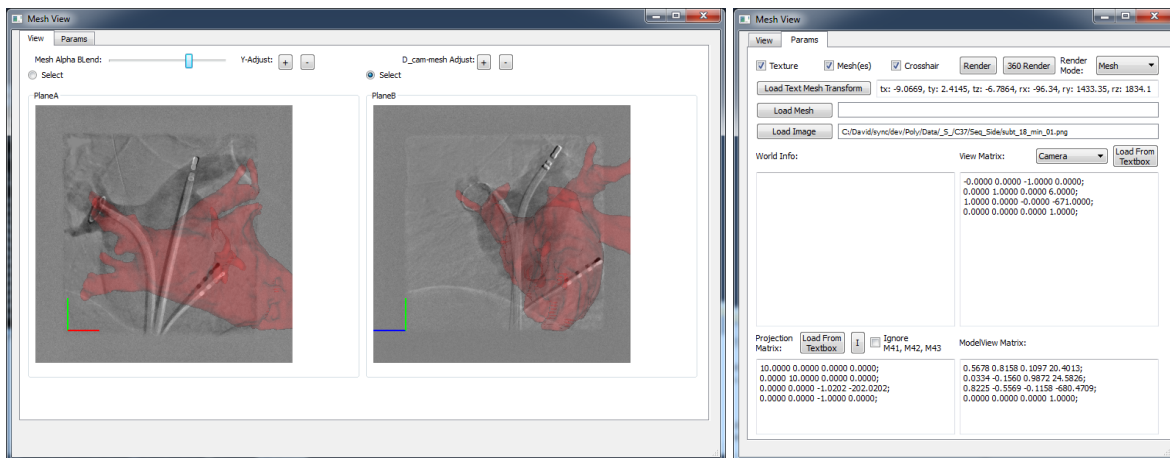 Mesh View
View Params
Mesh Alpha BLend: Y-Adjust: + - D_cam-mesh Adjust: + -
Select Select
PlaneA PlaneB
Mesh View
View Params
Texture Mesh(es) Crosshair Render 360 Render Render Mode: Mesh
Load Text Mesh Transform tx: -9.0669, ty: 2.4145, tz: -6.7864, rx: -96.34, ry: 1433.35, rz: 1834.1
Load Mesh
Load Image C:/David/sync/dev/Poly/Data/_S_/C37/Seq_Side/subt_18_min_01.png
World Info: View Matrix: Camera Load From Textbox
-0.0000 0.0000 -1.0000 0.0000;
0.0000 1.0000 0.0000 6.0000;
1.0000 0.0000 -0.0000 -671.0000;
0.0000 0.0000 0.0000 1.0000;
Projection Matrix: Load From Textbox I Ignore M41, M42, M43 ModelView Matrix:
10.0000 0.0000 0.0000 0.0000;
0.0000 10.0000 0.0000 0.0000;
0.0000 0.0000 -1.0202 -202.0202;
0.0000 0.0000 -1.0000 0.0000;
0.5678 0.8158 0.1097 20.4013;
0.0334 -0.1560 0.9872 24.5826;
0.8225 -0.5569 -0.1158 -680.4709;
0.0000 0.0000 0.0000 1.0000;